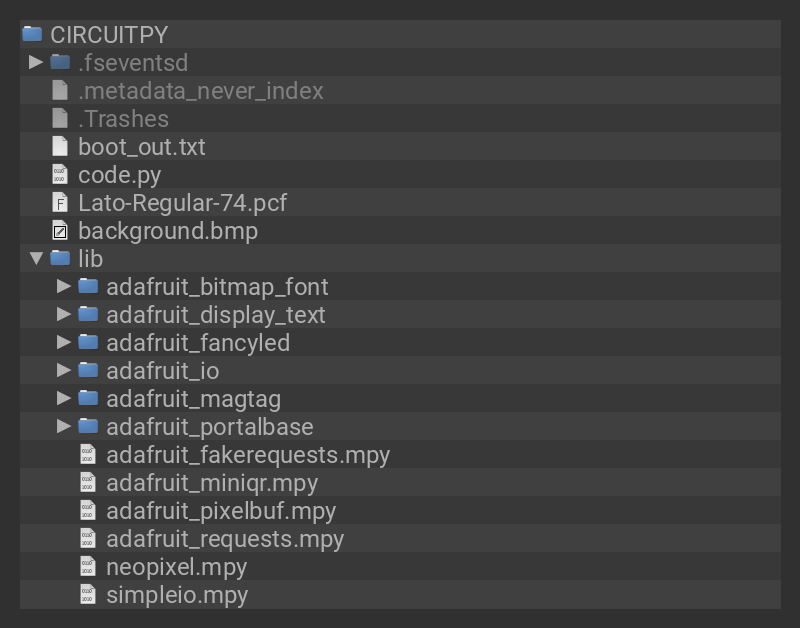 CIRCUITPY
.fseventsd
.metadata_never_index
.Trashes
boot_out.txt
code.py
Lato-Regular-74.pcf
background.bmp
lib
adafruit_bitmap_font
adafruit_display_text
adafruit_fancyled
adafruit_io
adafruit_magtag
adafruit_portalbase
adafruit_fakerequests.mpy
adafruit_miniqr.mpy
adafruit_pixelbuf.mpy
adafruit_requests.mpy
neopixel.mpy
simpleio.mpy